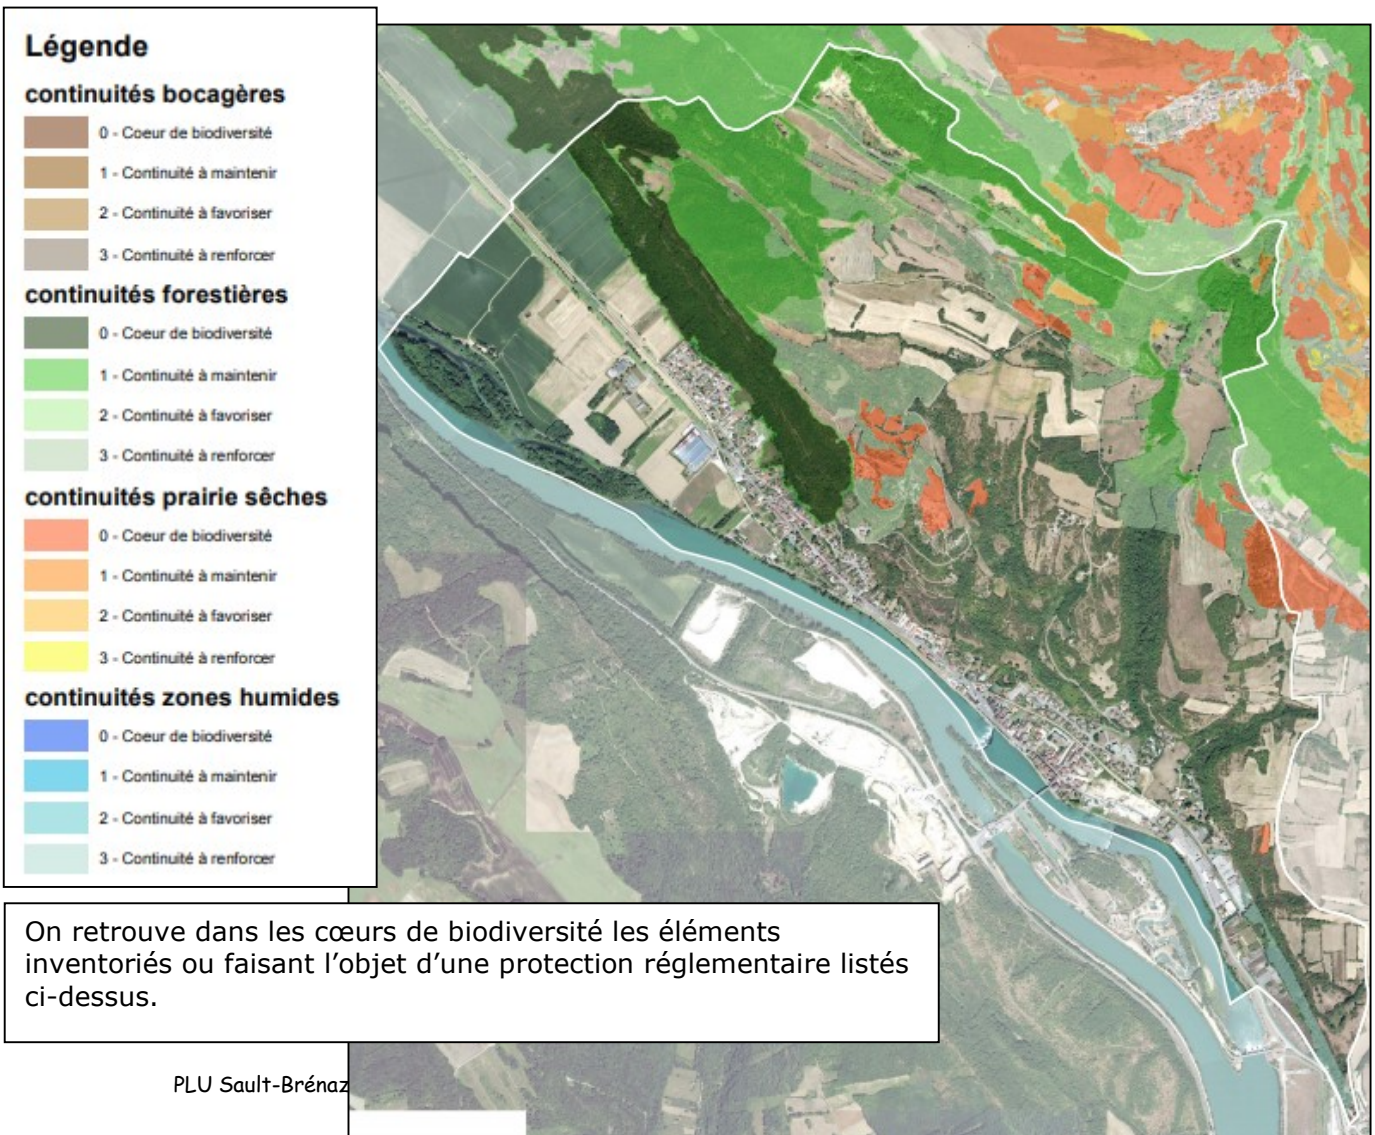 Légende
continuités bocagères
0 - Coeur de biodiversité
1 - Continuité à maintenir
2 - Continuité à favoriser
3 - Continuité à renforcer
continuités forestières
0 - Coeur de biodiversité
1 - Continuité à maintenir
2 - Continuité à favoriser
3 - Continuité à renforcer
continuités prairie sêches
0 - Coeur de biodiversité
1 - Continuité à maintenir
2 - Continuité à favoriser
3 - Continuité à renforcer
continuités zones humides
0 - Coeur de biodiversité
1 - Continuité à maintenir
2 - Continuité à favoriser
3 - Continuité à renforcer
On retrouve dans les cœurs de biodiversité les éléments
inventoriés ou faisant l’objet d’une protection réglementaire listés
ci-dessus.
PLU Sault-Brénaz